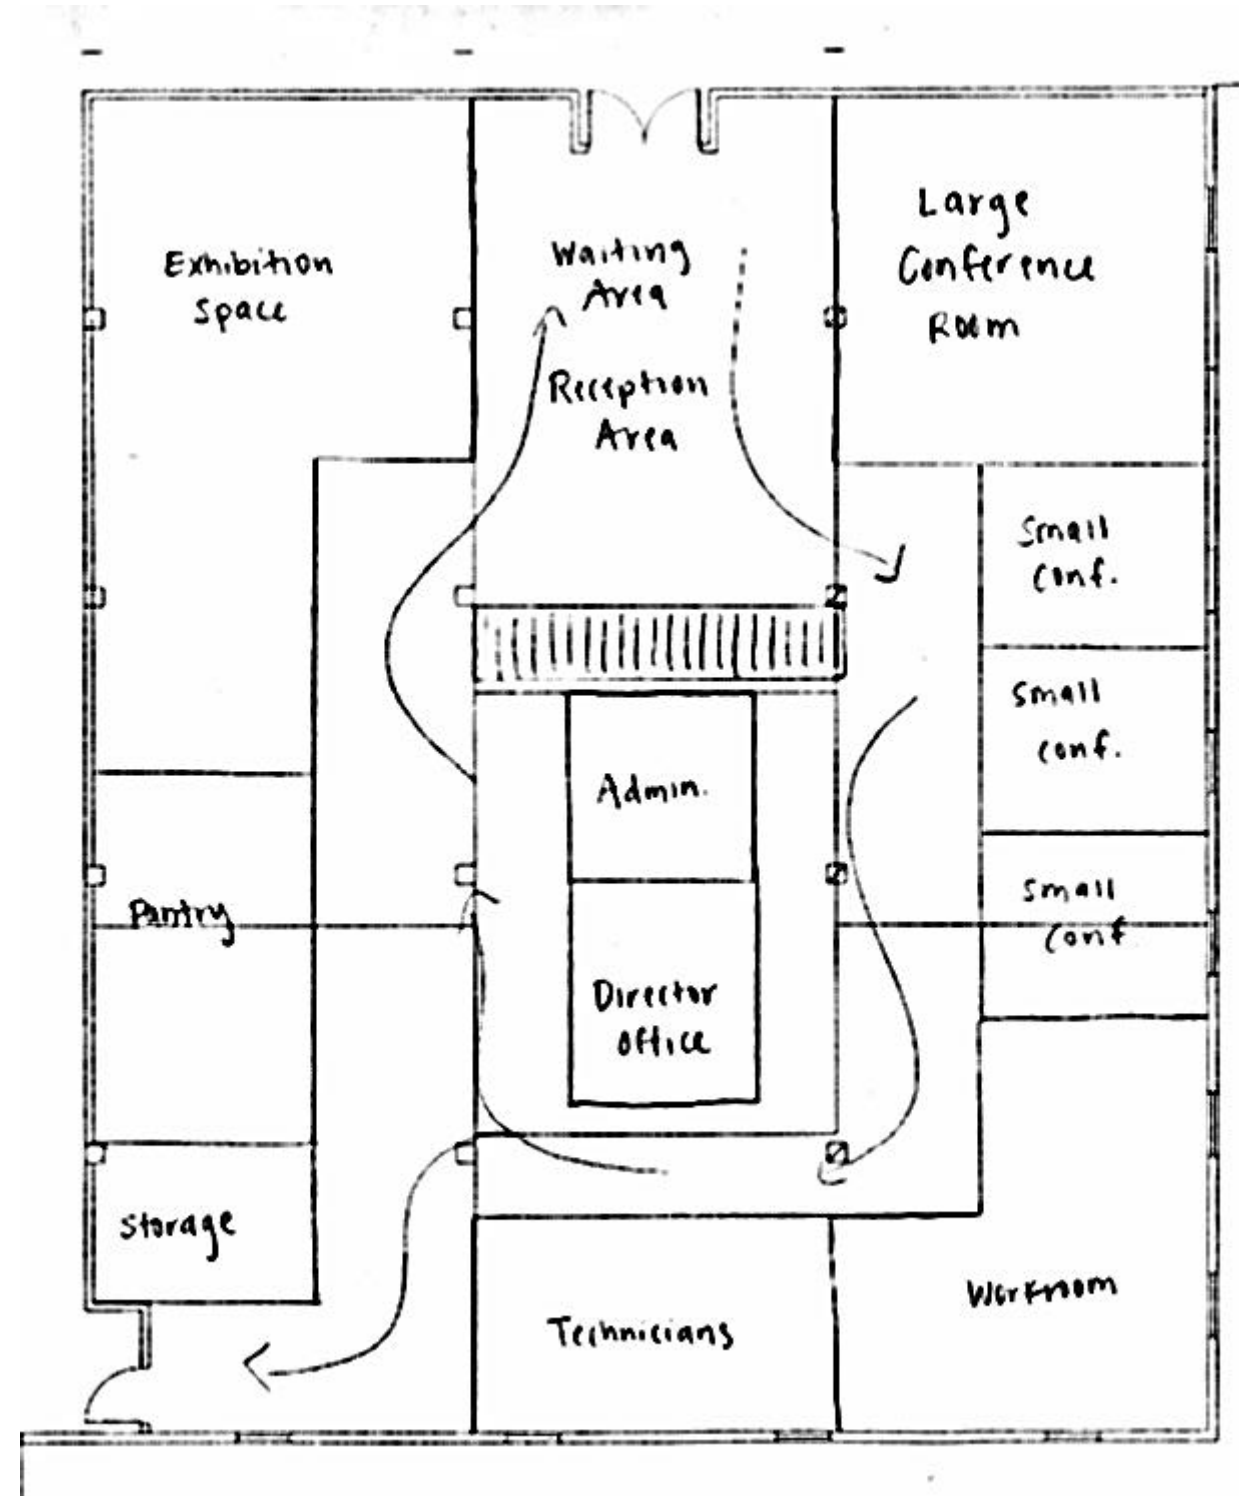 Exhibition
Space
Waiting
Area
Reception
Area
Large
Conference
Room
Small
conf.
Small
conf.
Small
conf
Admin.
Director
office
Pantry
Storage
Technicians
Workroom